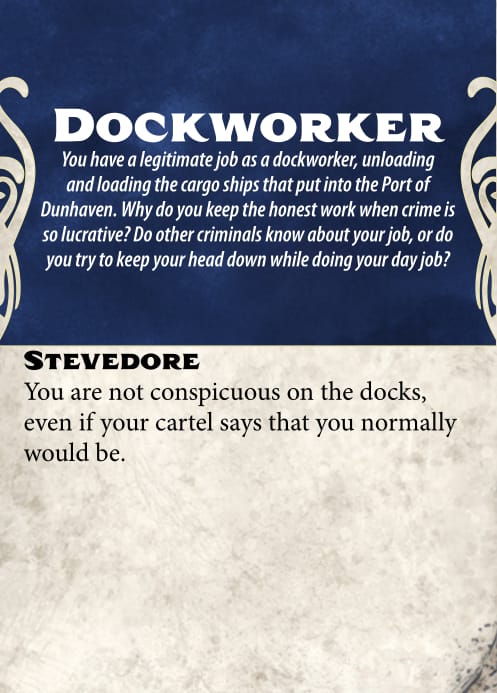 Dockworker
You have a legitimate job as a dockworker, unloading
and loading the cargo ships that put into the Port of
Dunhaven. Why do you keep the honest work when crime is
so lucrative? Do other criminals know about your job, or do
you try to keep your head down while doing your day job?
Stevedore
You are not conspicuous on the docks,
even if your cartel says that you normally
would be.